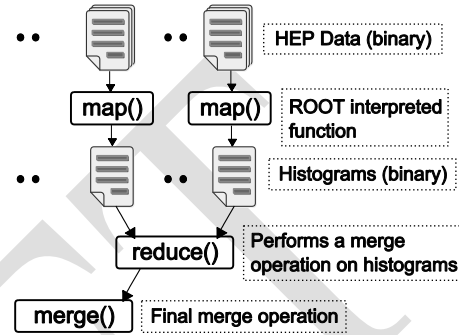 HEP Data (binary)
map()
map()
ROOT interpreted
function
Histograms (binary)
reduce()
Performs a merge
operation on histograms
merge()
Final merge operation